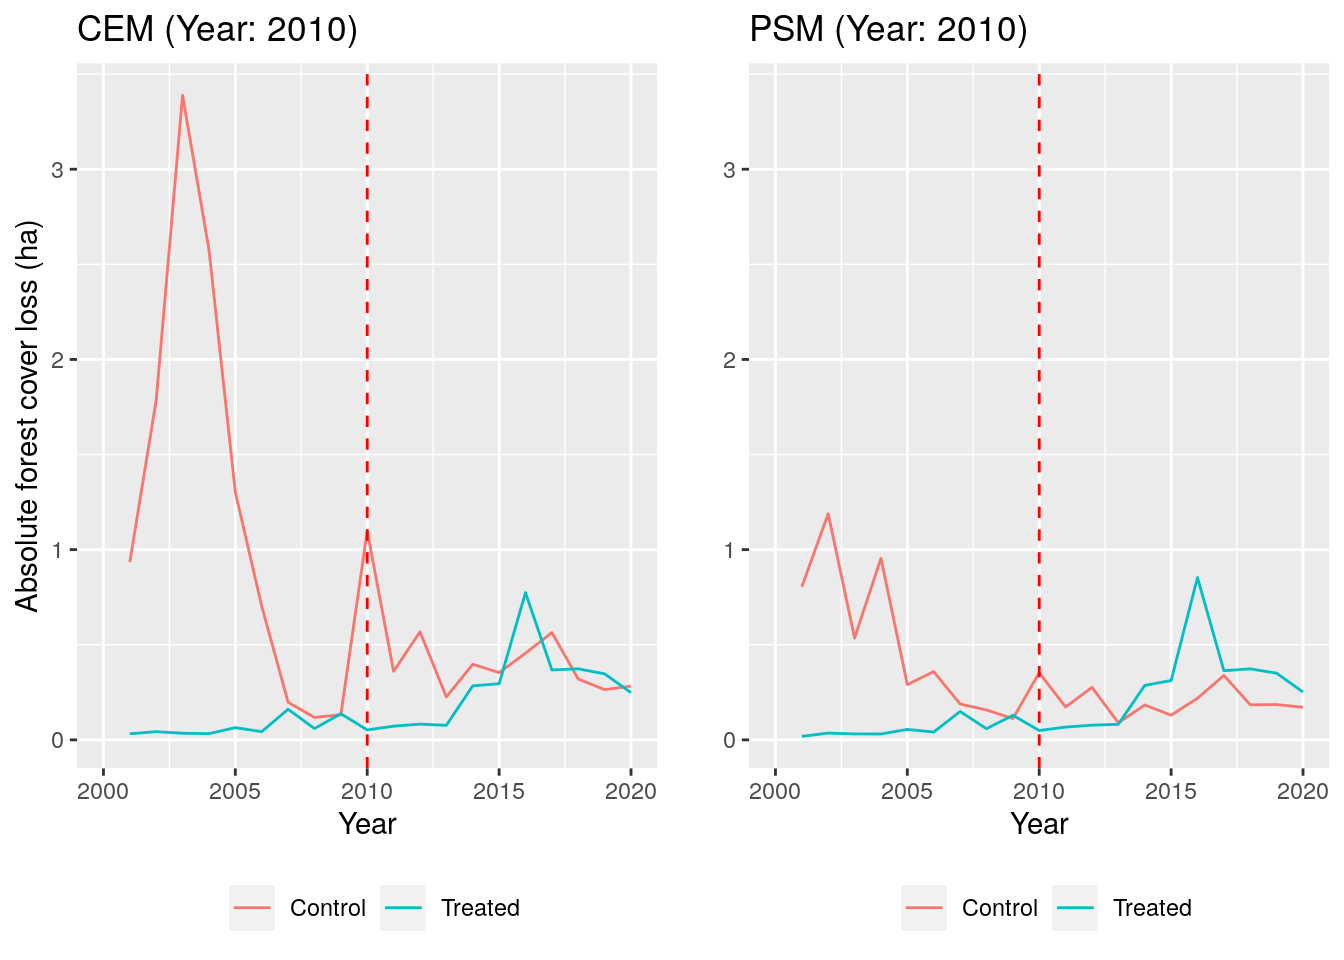 CEM (Year: 2010)
Absolute forest cover loss (ha)
3
2
1
0
2000 2005 2010 2015 2020
Year
Control Treated
PSM (Year: 2010)
3
2
1
0
2000 2005 2010 2015 2020
Year
Control Treated